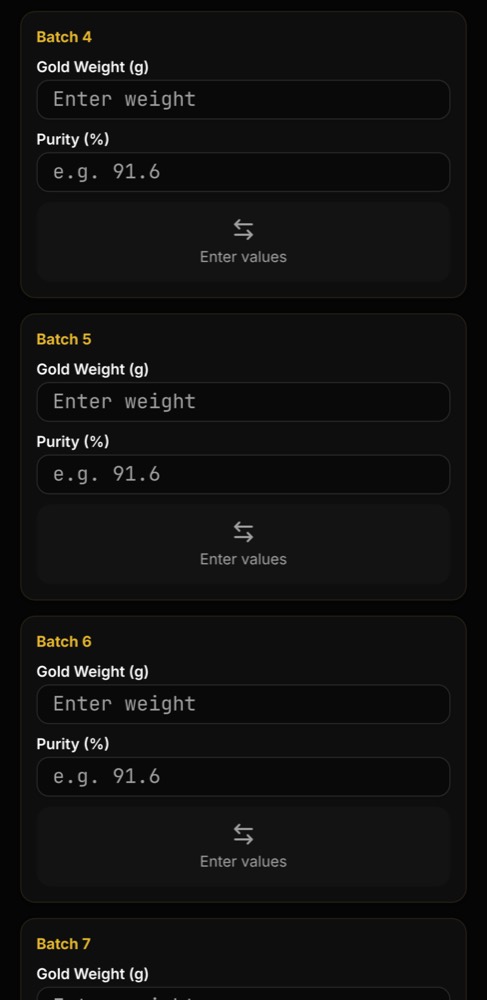 Batch 4
Gold Weight (g)
Enter weight
Purity (%)
e.g. 91.6
Enter values
Batch 5
Gold Weight (g)
Enter weight
Purity (%)
e.g. 91.6
Enter values
Batch 6
Gold Weight (g)
Enter weight
Purity (%)
e.g. 91.6
Enter values
Batch 7
Gold Weight (g)